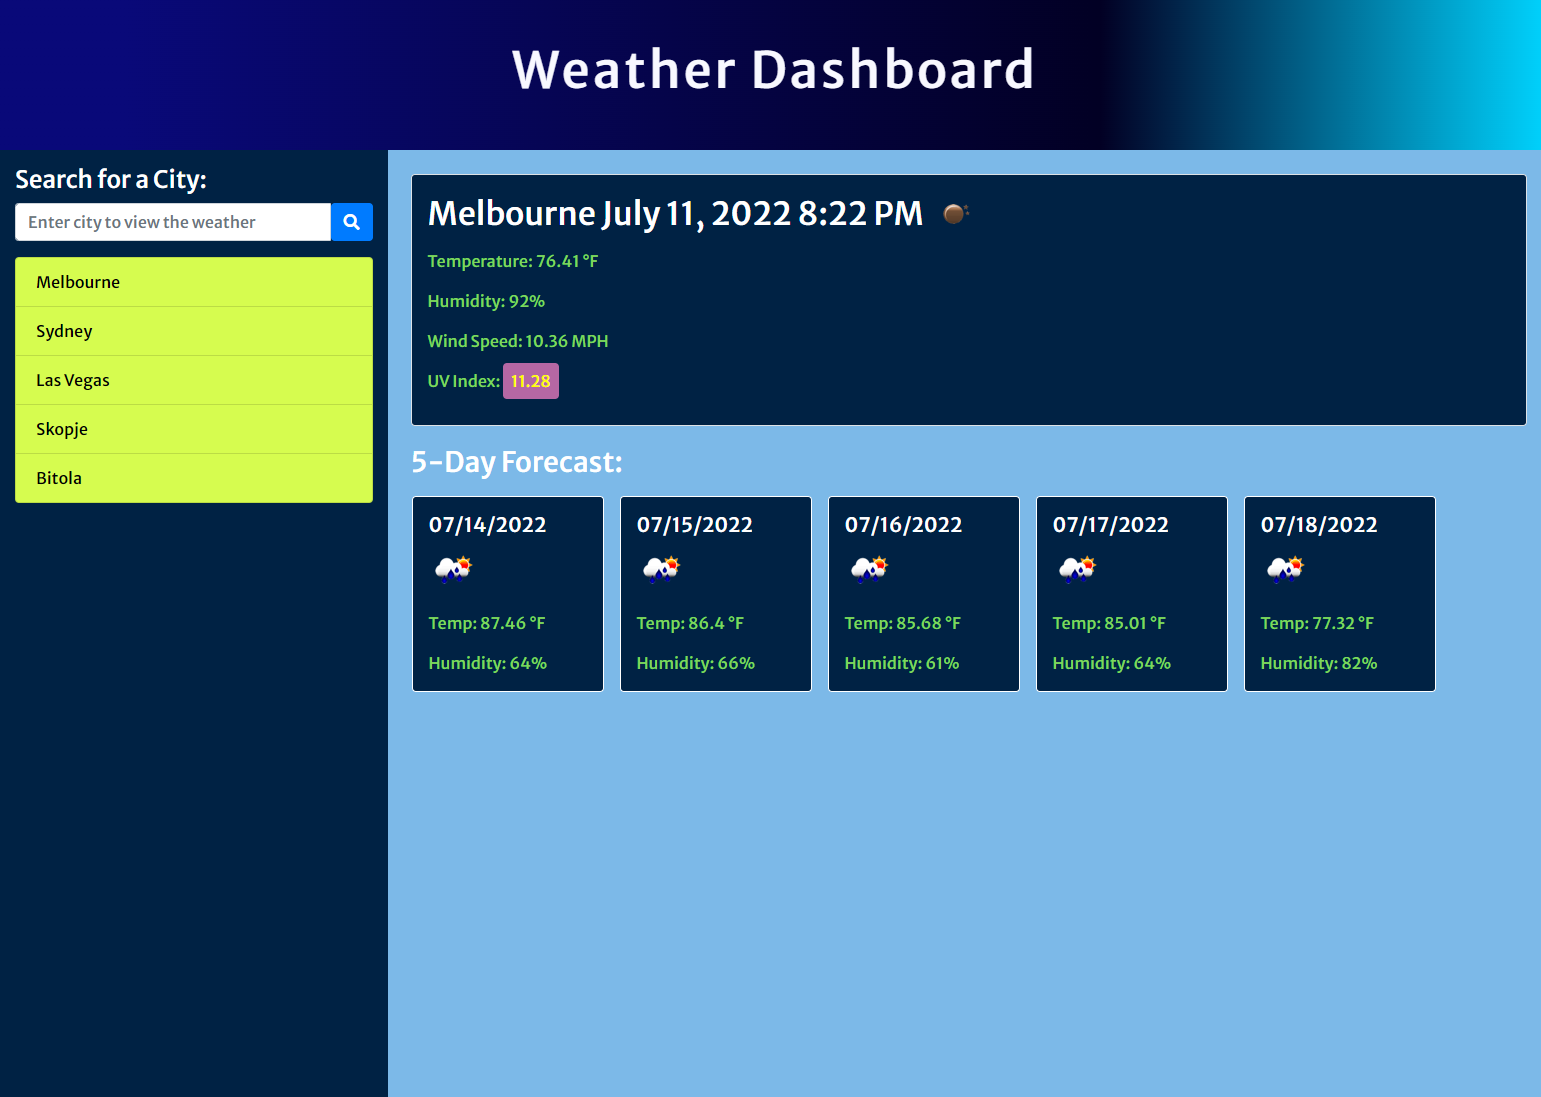 Weather Dashboard
Search for a City:
Enter city to view the weather
Melbourne
Sydney
Las Vegas
Skopje
Bitola
Melbourne July 11, 2022 8:22 PM
Temperature: 76.41 °F
Humidity: 92%
Wind Speed: 10.36 MPH
UV Index: 11.28
5-Day Forecast:
07/14/2022
Temp: 87.46 °F
Humidity: 64%
07/15/2022
Temp: 86.4 °F
Humidity: 66%
07/16/2022
Temp: 85.68 °F
Humidity: 61%
07/17/2022
Temp: 85.01 °F
Humidity: 64%
07/18/2022
Temp: 77.32 °F
Humidity: 82%